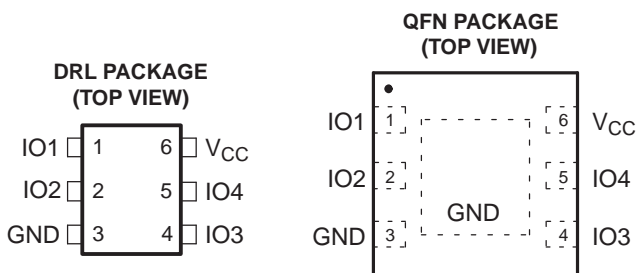 DRL PACKAGE
(TOP VIEW)
IO1 1 6 VCC
IO2 2 5 IO4
GND 3 4 IO3
QFN PACKAGE
(TOP VIEW)
IO1 1 6 VCC
IO2 2 5 IO4
GND
GND 3 4 IO3